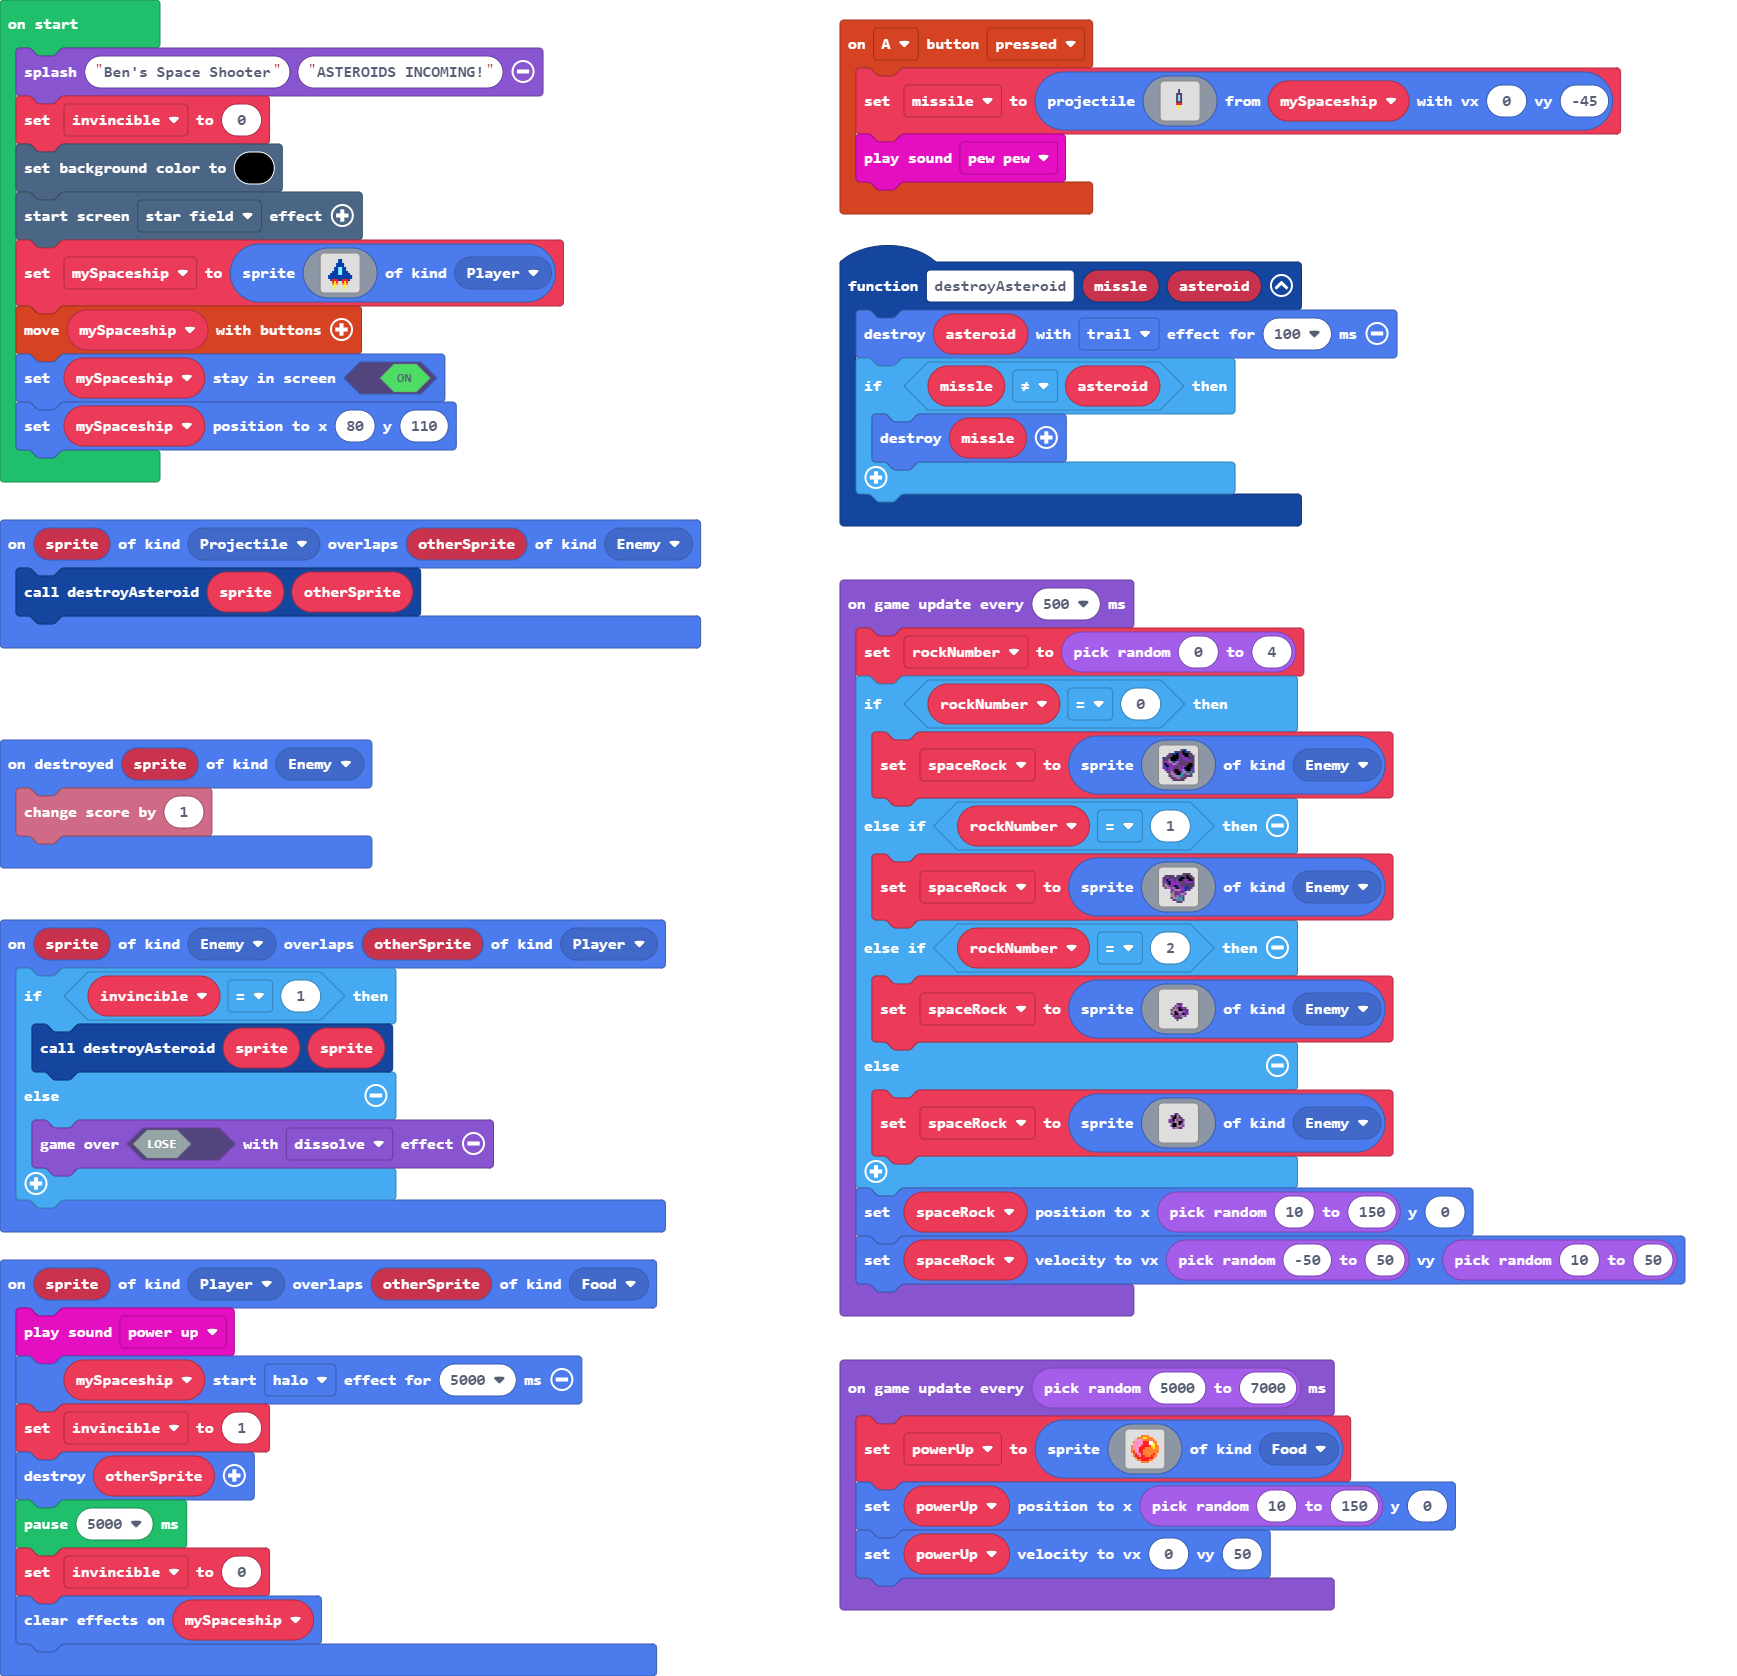 on start
splash "Ben's Space Shooter" "ASTEROIDS INCOMING!"
set invincible to 0
set background color to
start screen star field effect
set mySpaceship to sprite of kind Player
move mySpaceship with buttons
set mySpaceship stay in screen ON
set mySpaceship position to x 80 y 110
on sprite of kind Projectile overlaps otherSprite of kind Enemy
call destroyAsteroid sprite otherSprite
on destroyed sprite of kind Enemy
change score by 1
on sprite of kind Enemy overlaps otherSprite of kind Player
if invincible = 1 then
call destroyAsteroid sprite sprite
else
game over LOSE with dissolve effect
on sprite of kind Player overlaps otherSprite of kind Food
play sound power up
mySpaceship start halo effect for 5000 ms
set invincible to 1
destroy otherSprite
pause 5000 ms
set invincible to 0
clear effects on mySpaceship
on A button pressed
set missile to projectile from mySpaceship with vx 0 vy -45
play sound pew pew
function destroyAsteroid missle asteroid
destroy asteroid with trail effect for 100 ms
if missle ≠ asteroid then
destroy missle
on game update every 500 ms
set rockNumber to pick random 0 to 4
if rockNumber = 0 then
set spaceRock to sprite of kind Enemy
else if rockNumber = 1 then
set spaceRock to sprite of kind Enemy
else if rockNumber = 2 then
set spaceRock to sprite of kind Enemy
else
set spaceRock to sprite of kind Enemy
set spaceRock position to x pick random 10 to 150 y 0
set spaceRock velocity to vx pick random -50 to 50 vy pick random 10 to 50
on game update every pick random 5000 to 7000 ms
set powerUp to sprite of kind Food
set powerUp position to x pick random 10 to 150 y 0
set powerUp velocity to vx 0 vy 50